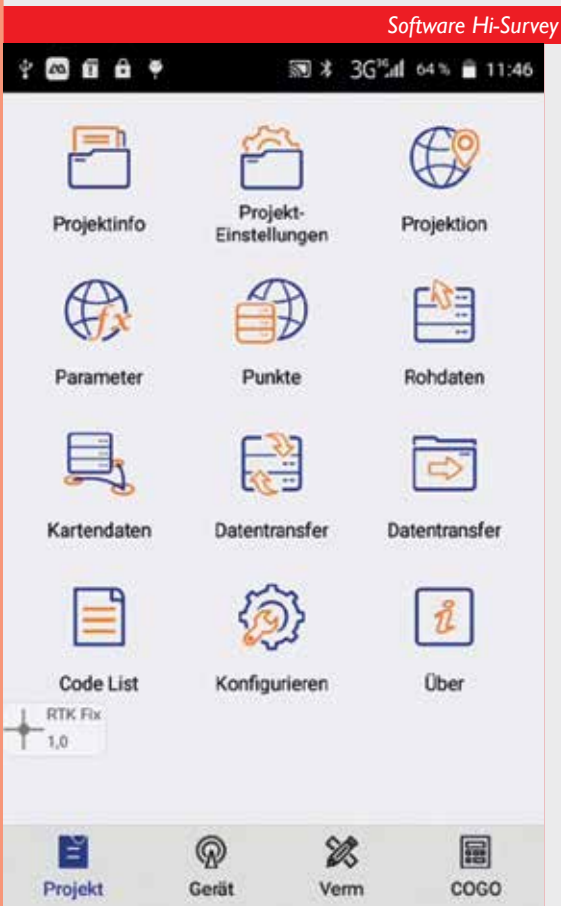 Software Hi-Survey
3G 3G 64% 11:46
Projektinfo
Projekt-
Einstellungen
Projektion
Parameter
Punkte
Rohdaten
Kartendaten
Datentransfer
Datentransfer
Code List
Konfigurieren
Über
RTK Fix
1,0
Projekt
Gerät
Verm
COGO